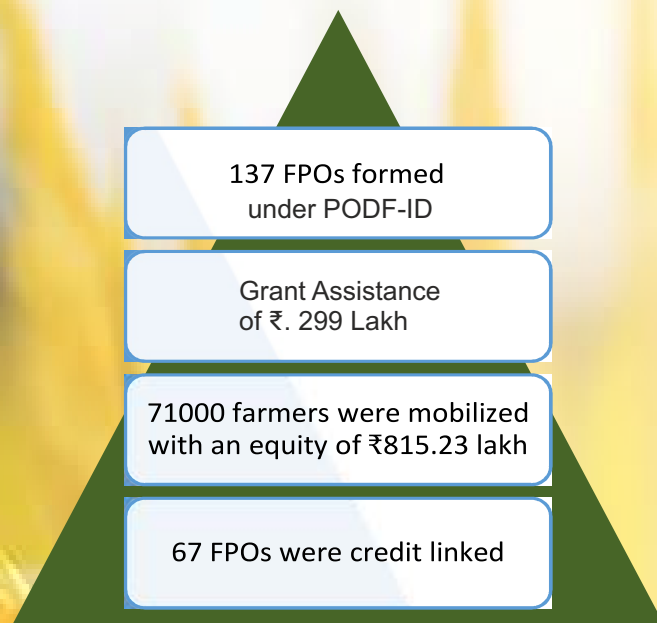 137 FPOs formed
under PODF-ID
Grant Assistance
of ₹. 299 Lakh
71000 farmers were mobilized
with an equity of ₹815.23 lakh
67 FPOs were credit linked